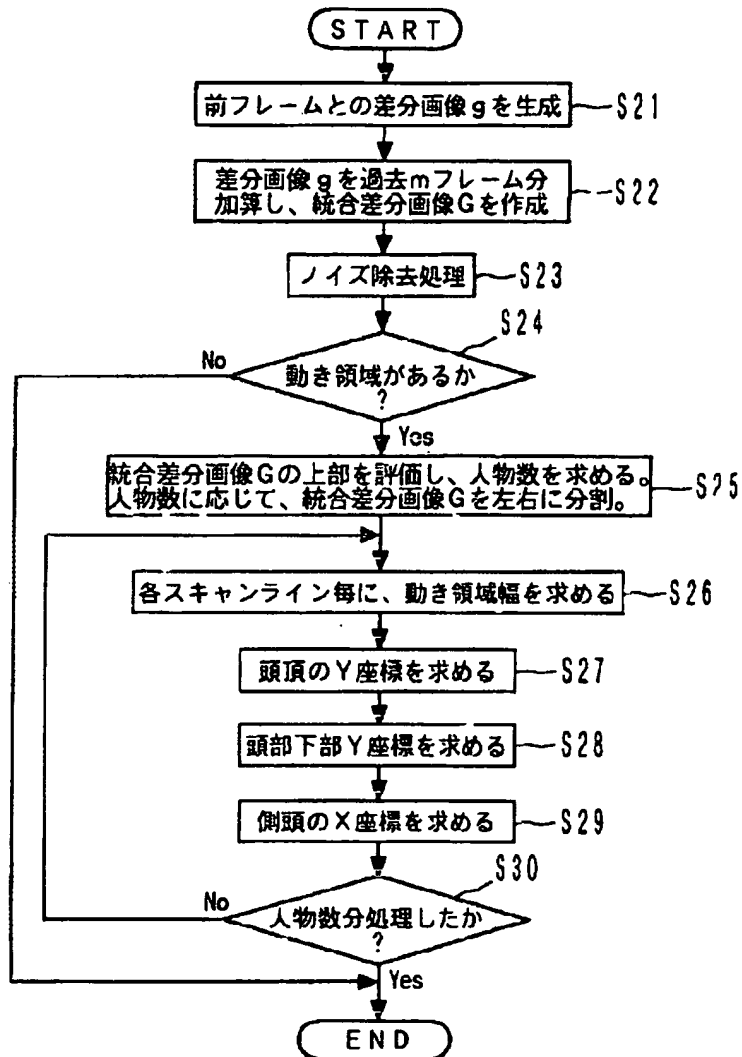 START
前フレームとの差分画像gを生成
S21
差分画像gを過去mフレーム分
加算し、統合差分画像Gを作成
S22
ノイズ除去処理
S23
S24
No
動き領域があるか
?
Yes
統合差分画像Gの上部を評価し、人物数を求める。
人物数に応じて、統合差分画像Gを左右に分割。
S25
各スキャンライン毎に、動き領域幅を求める
S26
頭頂のY座標を求める
S27
頭部下部Y座標を求める
S28
側頭のX座標を求める
S29
S30
No
人物数分処理したか
?
Yes
END